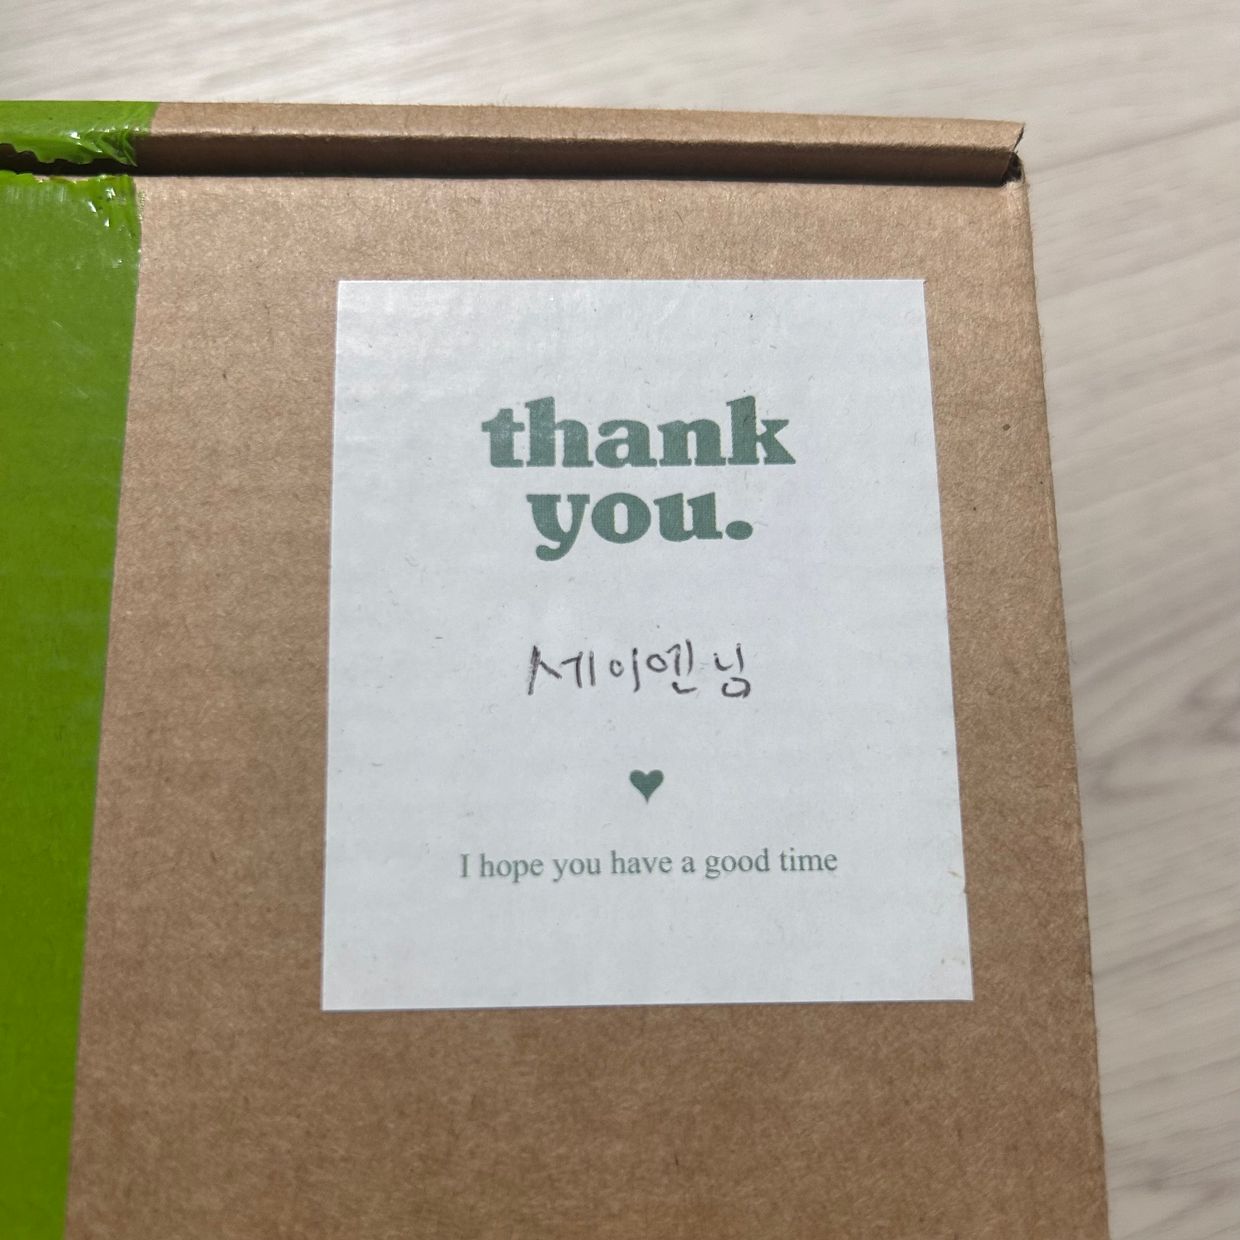 thank
you.
세이엔님
I hope you have a good time